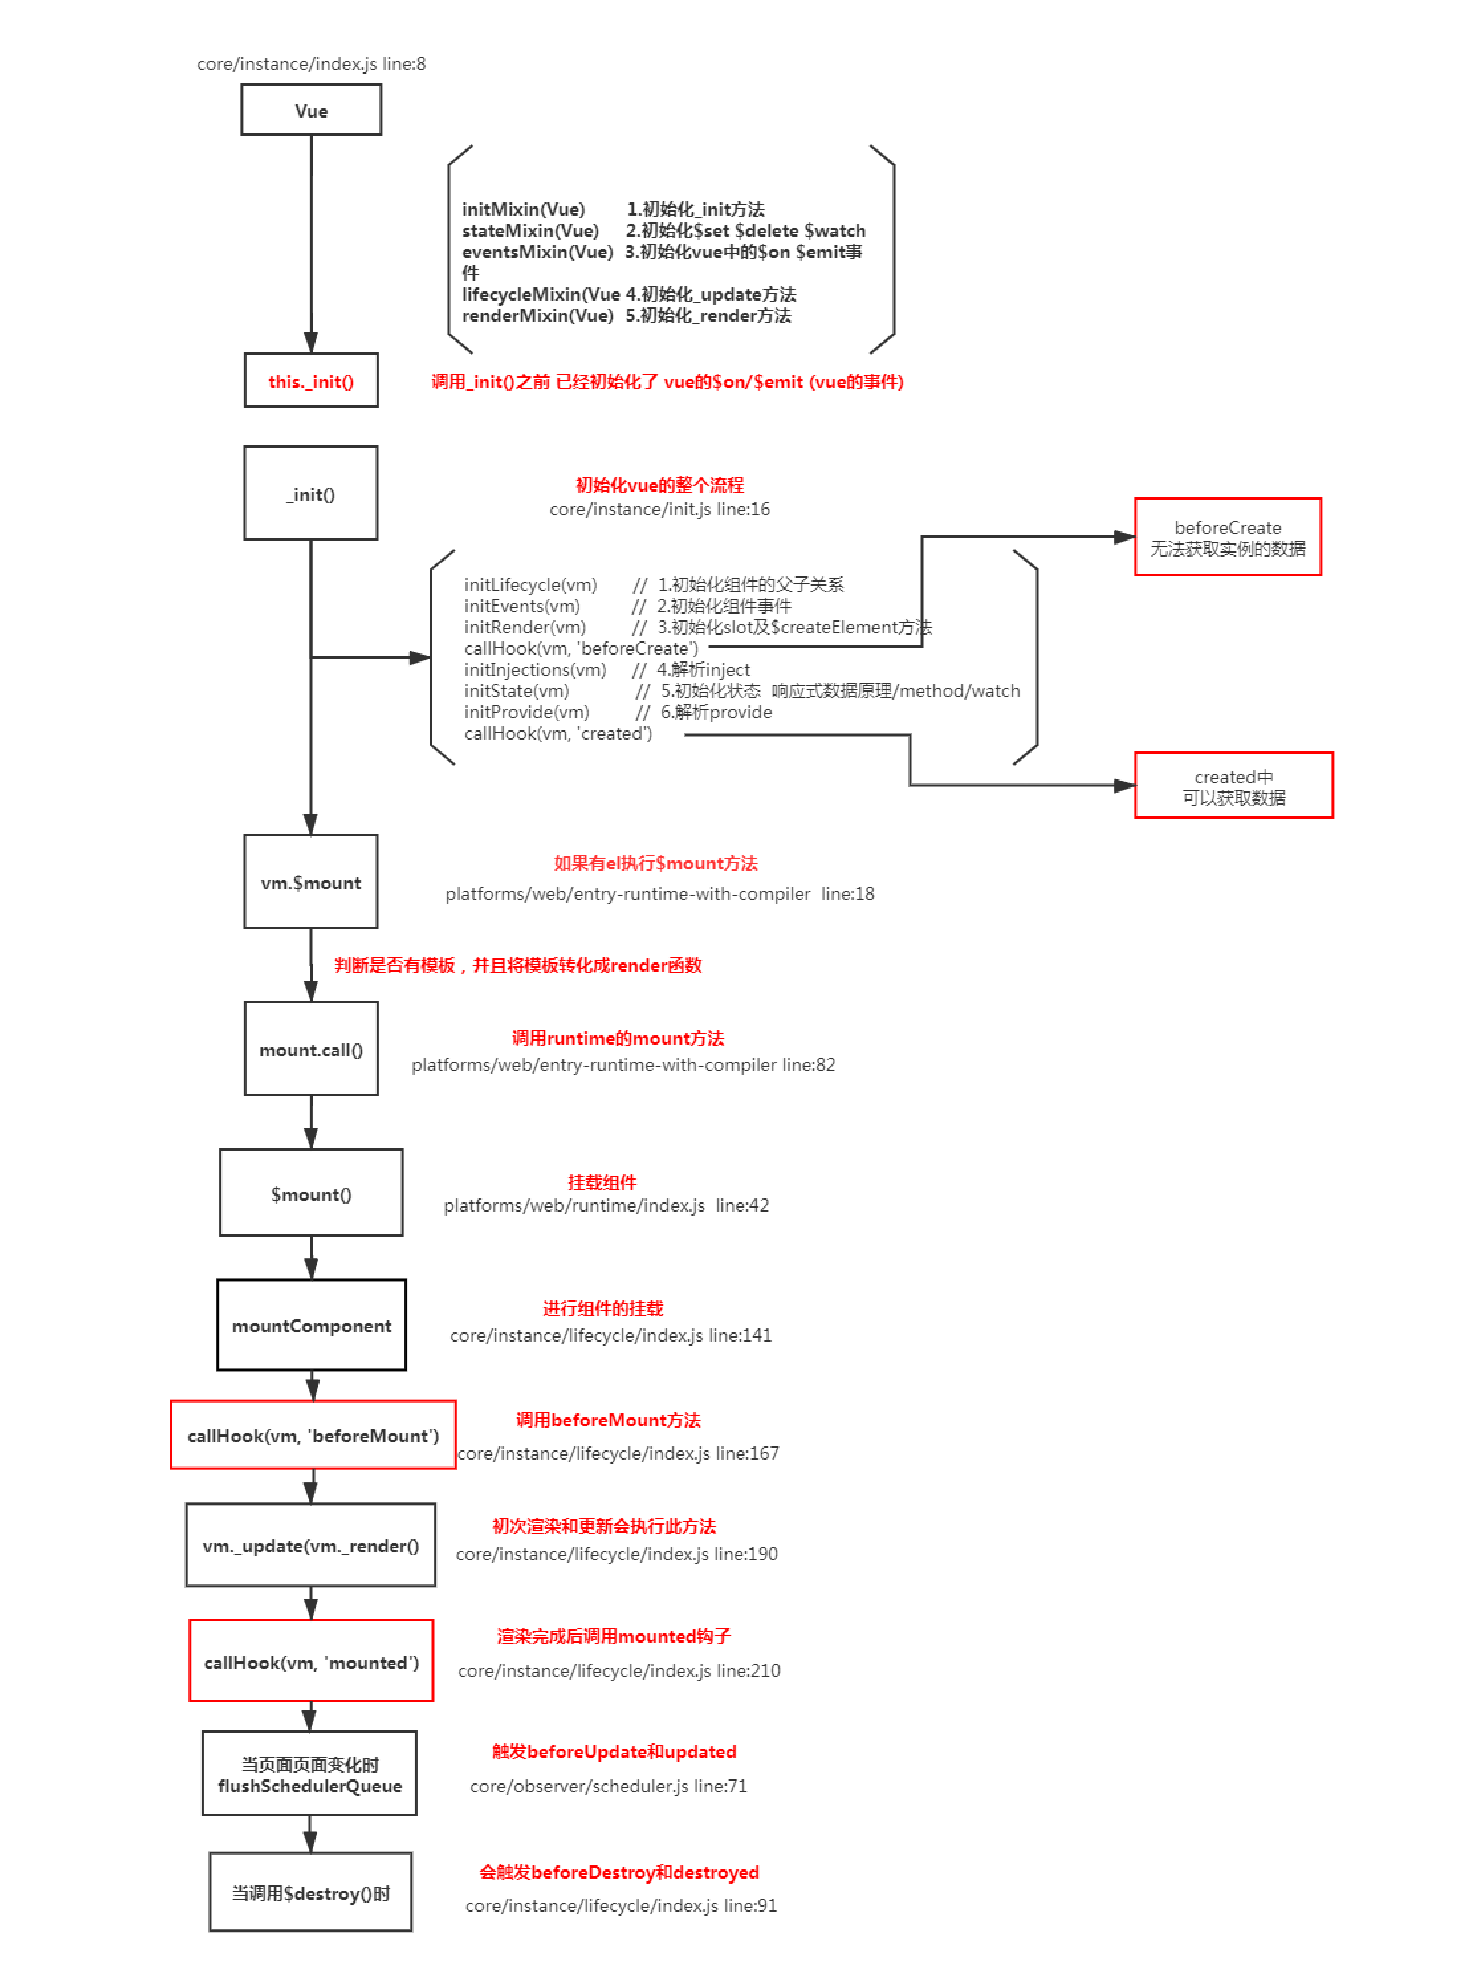 core/instance/index.js line:8
Vue
initMixin(Vue) 1.初始化_init方法
stateMixin(Vue) 2.初始化$set $delete $watch
eventsMixin(Vue) 3.初始化vue中的$on $emit事
件
lifecycleMixin(Vue 4.初始化_update方法
renderMixin(Vue) 5.初始化_render方法
this._init()
调用_init()之前 已经初始化了 vue的$on/$emit (vue的事件)
_init()
初始化vue的整个流程
core/instance/init.js line:16
beforeCreate
无法获取实例的数据
initLifecycle(vm) // 1.初始化组件的父子关系
initEvents(vm) // 2.初始化组件事件
initRender(vm) // 3.初始化slot及$createElement方法
callHook(vm, 'beforeCreate')
initInjections(vm) // 4.解析inject
initState(vm) // 5.初始化状态 响应式数据原理/method/watch
initProvide(vm) // 6.解析provide
callHook(vm, 'created')
created中
可以获取数据
vm.$mount
如果有el执行$mount方法
platforms/web/entry-runtime-with-compiler line:18
判断是否有模板，并且将模板转化成render函数
mount.call()
调用runtime的mount方法
platforms/web/entry-runtime-with-compiler line:82
$mount()
挂载组件
platforms/web/runtime/index.js line:42
mountComponent
进行组件的挂载
core/instance/lifecycle/index.js line:141
callHook(vm, 'beforeMount')
调用beforeMount方法
core/instance/lifecycle/index.js line:167
vm._update(vm._render()
初次渲染和更新会执行此方法
core/instance/lifecycle/index.js line:190
callHook(vm, 'mounted')
渲染完成后调用mounted钩子
core/instance/lifecycle/index.js line:210
当页面页面变化时
flushSchedulerQueue
触发beforeUpdate和updated
core/observer/scheduler.js line:71
当调用$destroy()时
会触发beforeDestroy和destroyed
core/instance/lifecycle/index.js line:91